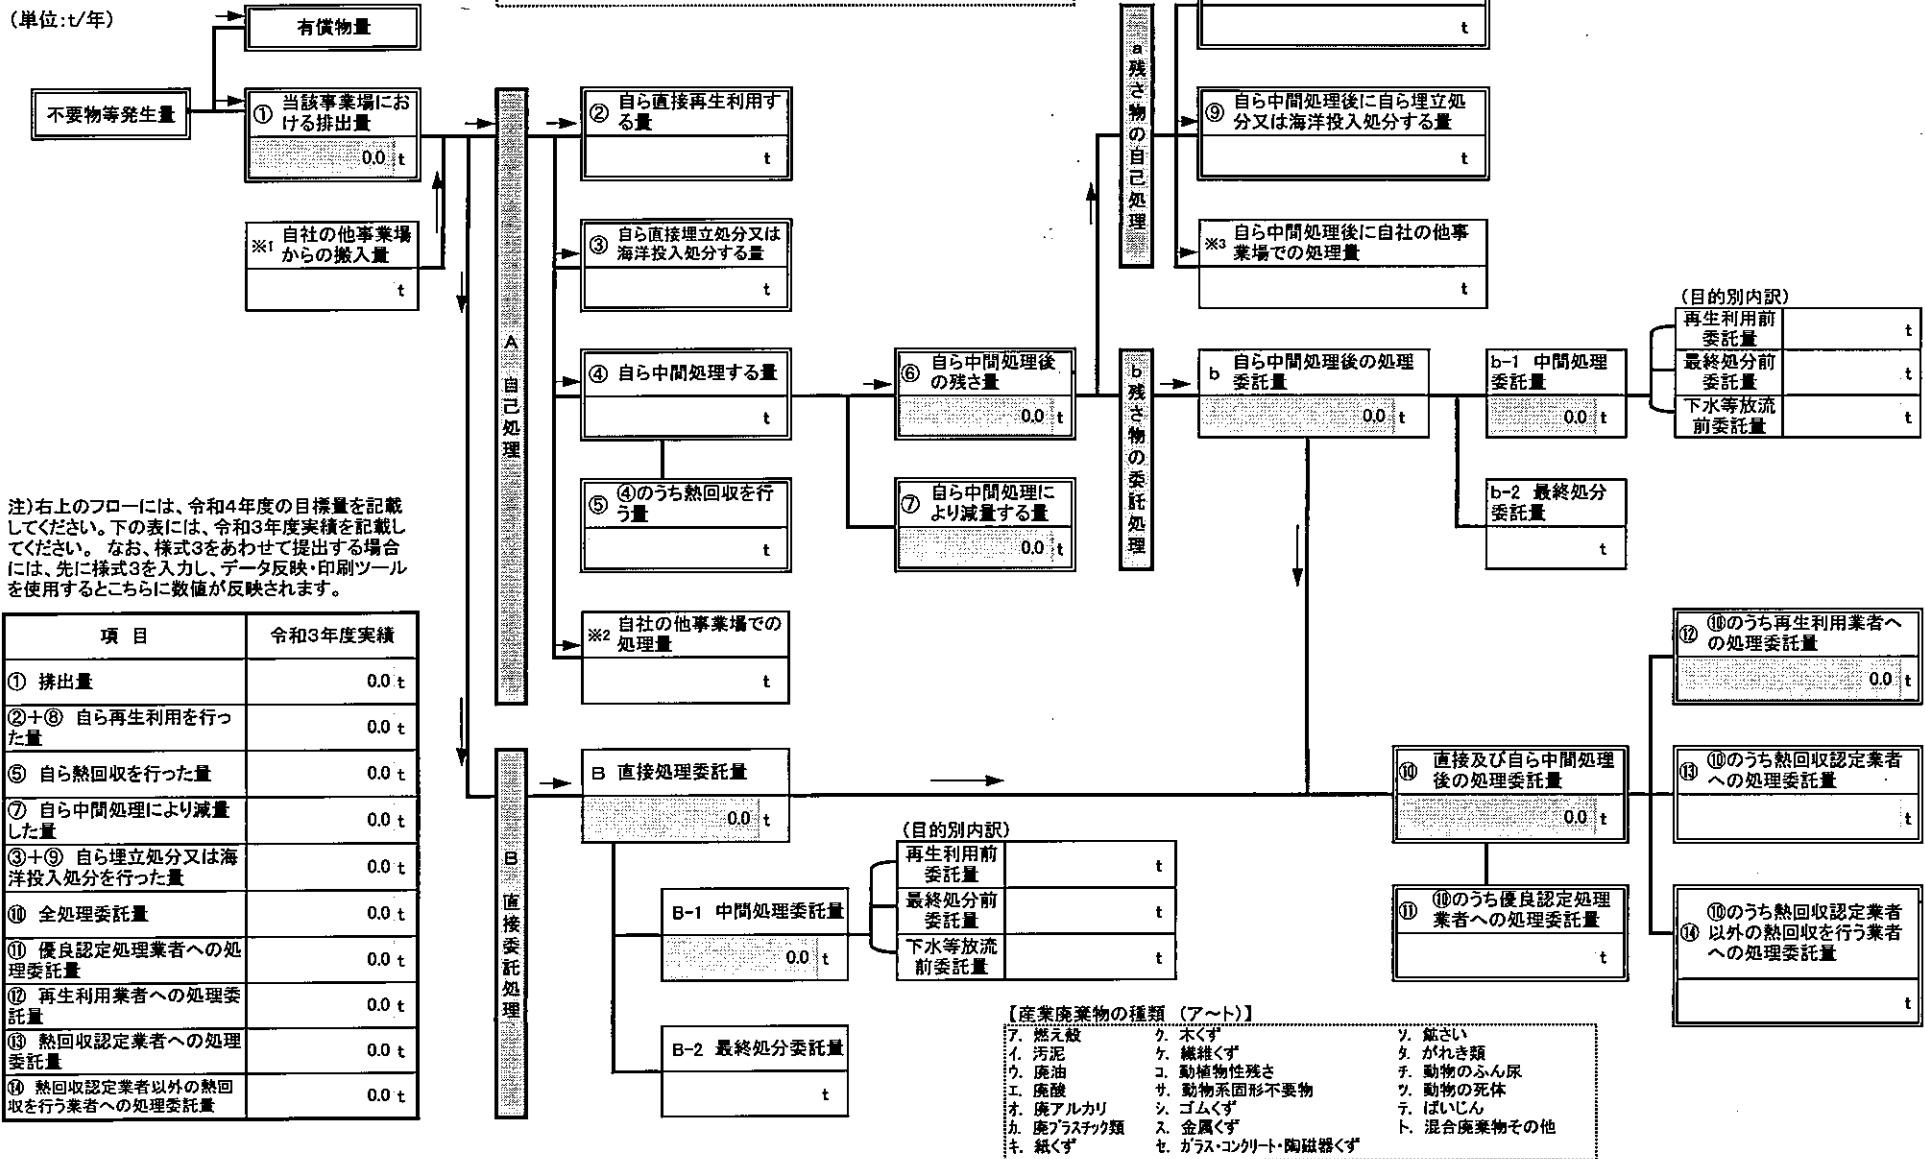 (単位:t/年)
有償物量
不要物等発生量
① 当該事業場にお
ける排出量
0.0 t
※1 自社の他事業場
からの搬入量
t
A 自己処理
② 自ら直接再生利用す
る量
t
③ 自ら直接埋立処分又は
海洋投入処分する量
t
④ 自ら中間処理する量
t
⑤ ④のうち熱回収を行
う量
t
※2 自社の他事業場での
処理量
t
⑥ 自ら中間処理後
の残さ量
0.0 t
⑦ 自ら中間処理に
より減量する量
0.0 t
a 残さ物の自己処理
t
⑨ 自ら中間処理後に自ら埋立処
分又は海洋投入処分する量
t
※3 自ら中間処理後に自社の他事
業場での処理量
t
b 残さ物の委託処理
b 自ら中間処理後の処理
委託量
0.0 t
b-1 中間処理
委託量
0.0 t
b-2 最終処分
委託量
t
(目的別内訳)
再生利用前
委託量
t
最終処分前
委託量
t
下水等放流
前委託量
t
注)右上のフローには、令和4年度の目標量を記載
してください。下の表には、令和3年度実績を記載し
てください。 なお、様式3をあわせて提出する場合
には、先に様式3を入力し、データ反映・印刷ツール
を使用するとこちらに数値が反映されます。
項 目 令和3年度実績
① 排出量 0.0 t
②+⑧ 自ら再生利用を行っ
た量 0.0 t
⑤ 自ら熱回収を行った量 0.0 t
⑦ 自ら中間処理により減量
した量 0.0 t
③+⑨ 自ら埋立処分又は海
洋投入処分を行った量 0.0 t
⑩ 全処理委託量 0.0 t
⑪ 優良認定処理業者への処
理委託量 0.0 t
⑫ 再生利用業者への処理委
託量 0.0 t
⑬ 熱回収認定業者への処理
委託量 0.0 t
⑭ 熱回収認定業者以外の熱回
収を行う業者への処理委託量 0.0 t
B 直接委託処理
B 直接処理委託量
0.0 t
B-1 中間処理委託量
0.0 t
B-2 最終処分委託量
t
(目的別内訳)
再生利用前
委託量
t
最終処分前
委託量
t
下水等放流
前委託量
t
⑩ 直接及び自ら中間処理
後の処理委託量
0.0 t
⑪ ⑩のうち優良認定処理
業者への処理委託量
t
⑫ ⑩のうち再生利用業者へ
の処理委託量
0.0 t
⑬ ⑩のうち熱回収認定業者
への処理委託量
t
⑭ ⑩のうち熱回収認定業者
以外の熱回収を行う業者
への処理委託量
t
【産業廃棄物の種類 (ア~ト)】
ア. 燃え殻 ク. 木くず ソ. 鉱さい
イ. 汚泥 ケ. 繊維くず タ. がれき類
ウ. 廃油 コ. 動植物性残さ チ. 動物のふん尿
エ. 廃酸 サ. 動物系固形不要物 ツ. 動物の死体
オ. 廃アルカリ シ. ゴムくず テ. ばいじん
カ. 廃プラスチック類 ス. 金属くず ト. 混合廃棄物その他
キ. 紙くず セ. ガラス・コンクリート・陶磁器くず